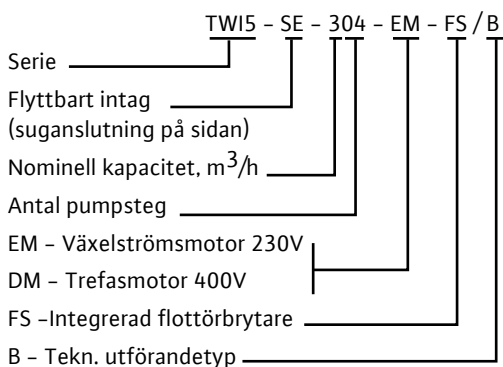 TWI5 – SE – 304 – EM – FS / B
Serie
Flyttbart intag
(suganslutning på sidan)
Nominell kapacitet, m³/h
Antal pumpsteg
EM – Växelströmsmotor 230V
DM – Trefasmotor 400V
FS –Integrerad flottörbrytare
B – Tekn. utförandetyp